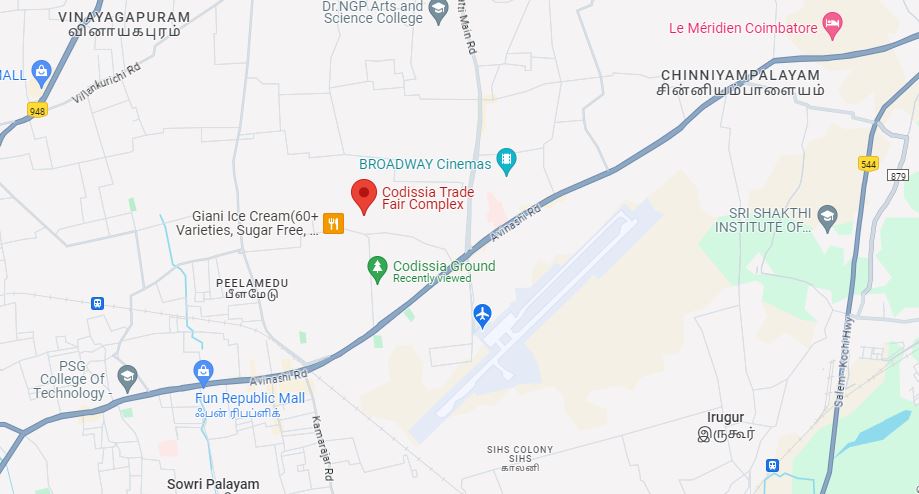 Dr.NGP Arts and
Science College
VINAYAGAPURAM
விநாயகபுரம்
Le Méridien Coimbatore
MALL
Vilankurichi Rd
948
CHINNIYAMPALAYAM
சின்னியம்பாளையம்
544
879
BROADWAY Cinemas
Codissia Trade
Fair Complex
Giani Ice Cream(60+
Varieties, Sugar Free, ...
Avinashi Rd
SRI SHAKTHI
INSTITUTE OF...
Codissia Ground
Recently viewed
PEELAMEDU
பீளமேடு
PSG
College Of
Technology -
Avinashi Rd
Fun Republic Mall
ஃபன் ரிபப்ளிக்
Kamarajar Rd
Salem - Kochi Hwy
Irugur
இருகூர்
SIHS COLONY
SIHS
காலனி
Sowri Palayam